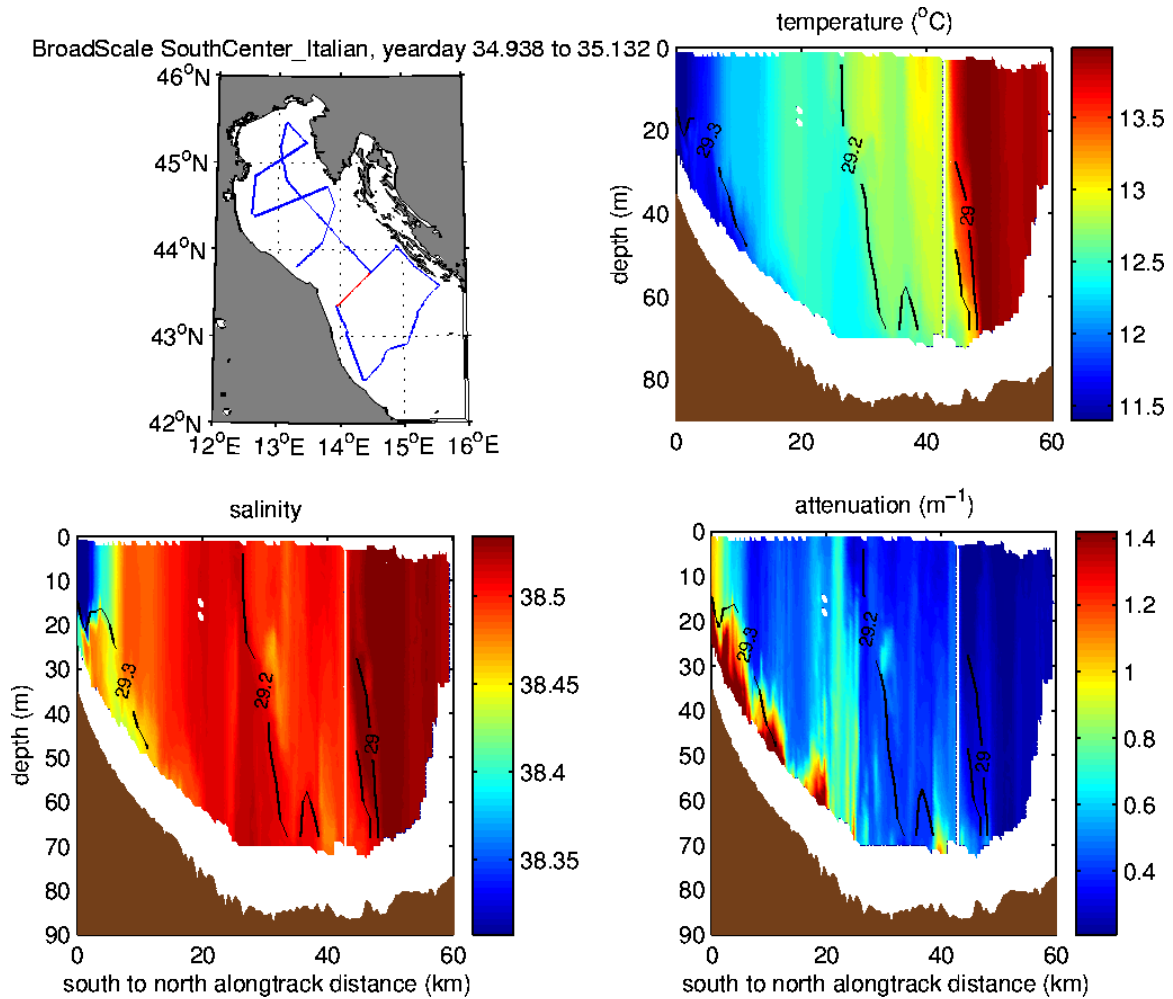 BroadScale SouthCenter_Italian, yearday 34.938 to 35.132
46°N
45°N
44°N
43°N
42°N
12°E 13°E 14°E 15°E 16°E
temperature (°C)
0
20
40
60
80
depth (m)
0 20 40 60
29.3
29.2
29
13.5
13
12.5
12
11.5
salinity
0
10
20
30
40
50
60
70
80
90
depth (m)
0 20 40 60
south to north alongtrack distance (km)
29.3
29.2
29
38.5
38.45
38.4
38.35
attenuation (m⁻¹)
0
10
20
30
40
50
60
70
80
90
0 20 40 60
south to north alongtrack distance (km)
29.3
29.2
29
1.4
1.2
1
0.8
0.6
0.4